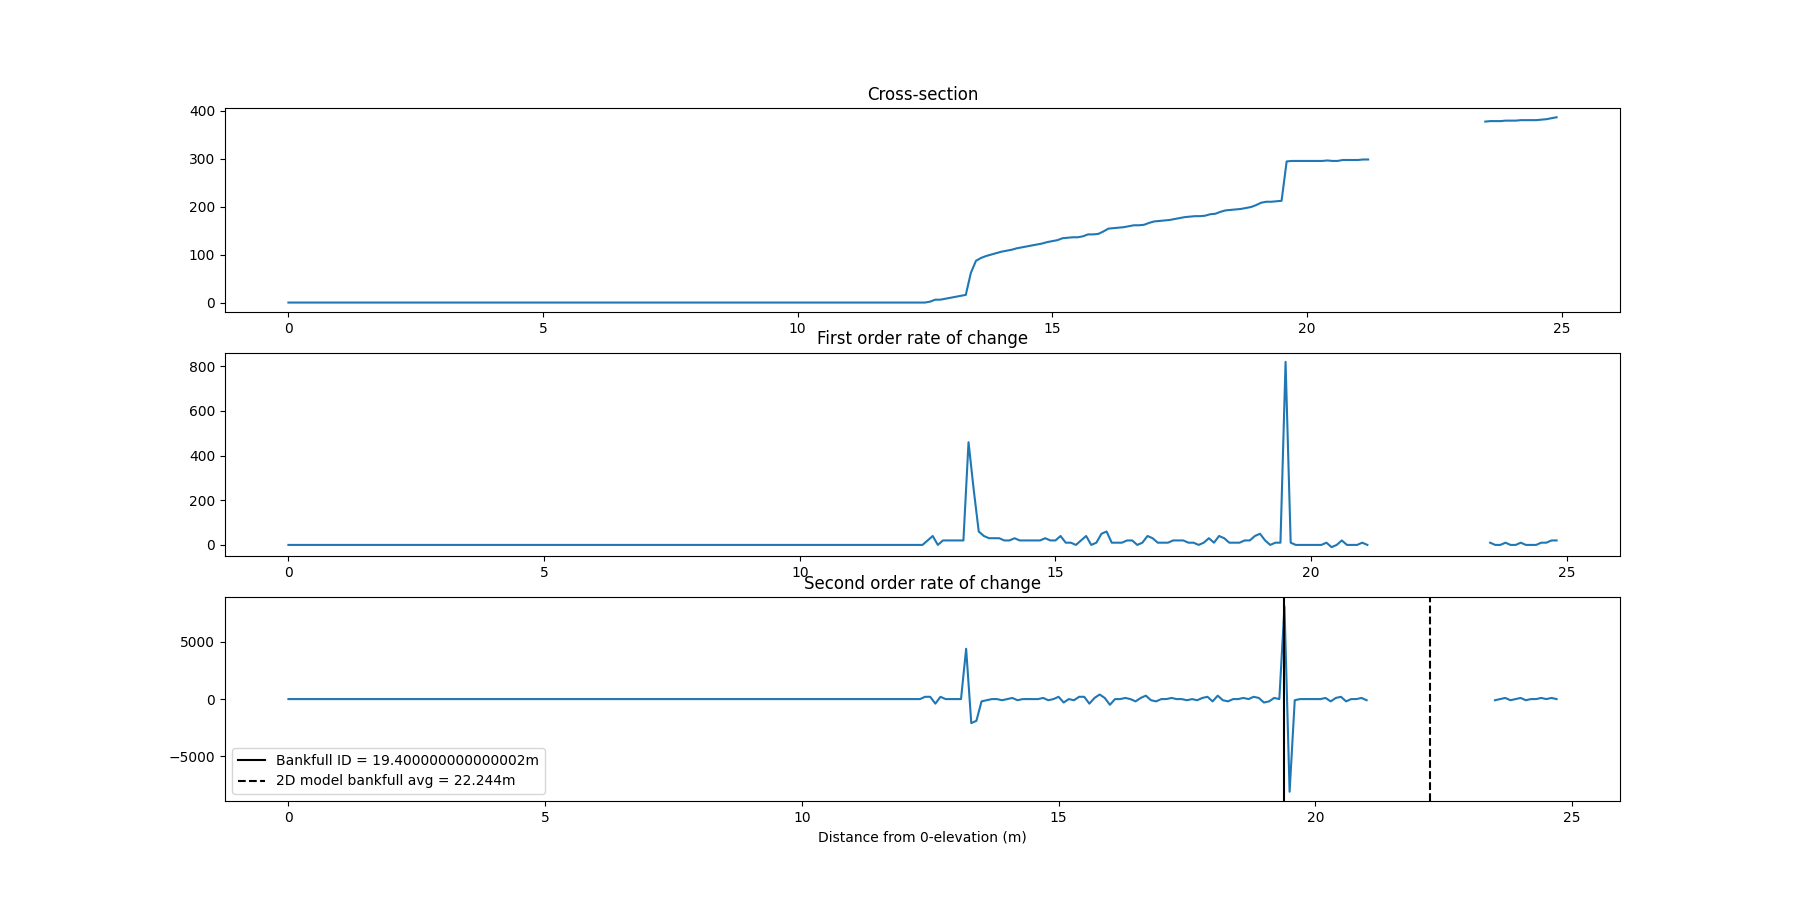 Cross-section
400
300
200
100
0
0 5 10 15 20 25
First order rate of change
800
600
400
200
0
0 5 10 15 20 25
Second order rate of change
5000
0
−5000
Bankfull ID = 19.400000000000002m
2D model bankfull avg = 22.244m
0 5 10 15 20 25
Distance from 0-elevation (m)